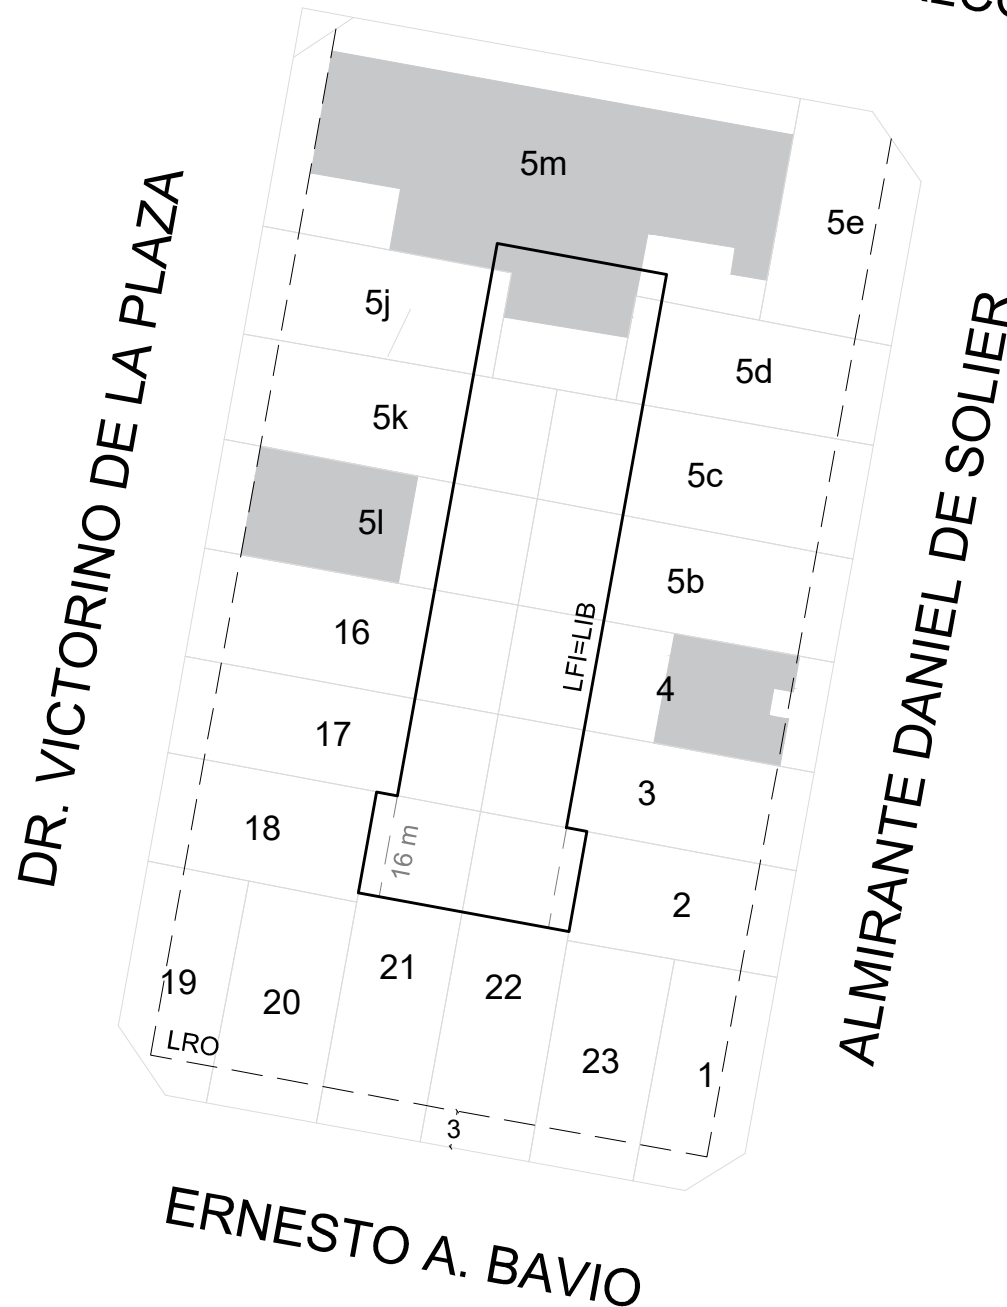 5m
5e
5j
5d
5k
5c
5l
5b
16
4
17
3
18
2
21
22
19
20
23
1
LFI=LIB
16 m
LRO
3
DR. VICTORINO DE LA PLAZA
ALMIRANTE DANIEL DE SOLIER
ERNESTO A. BAVIO